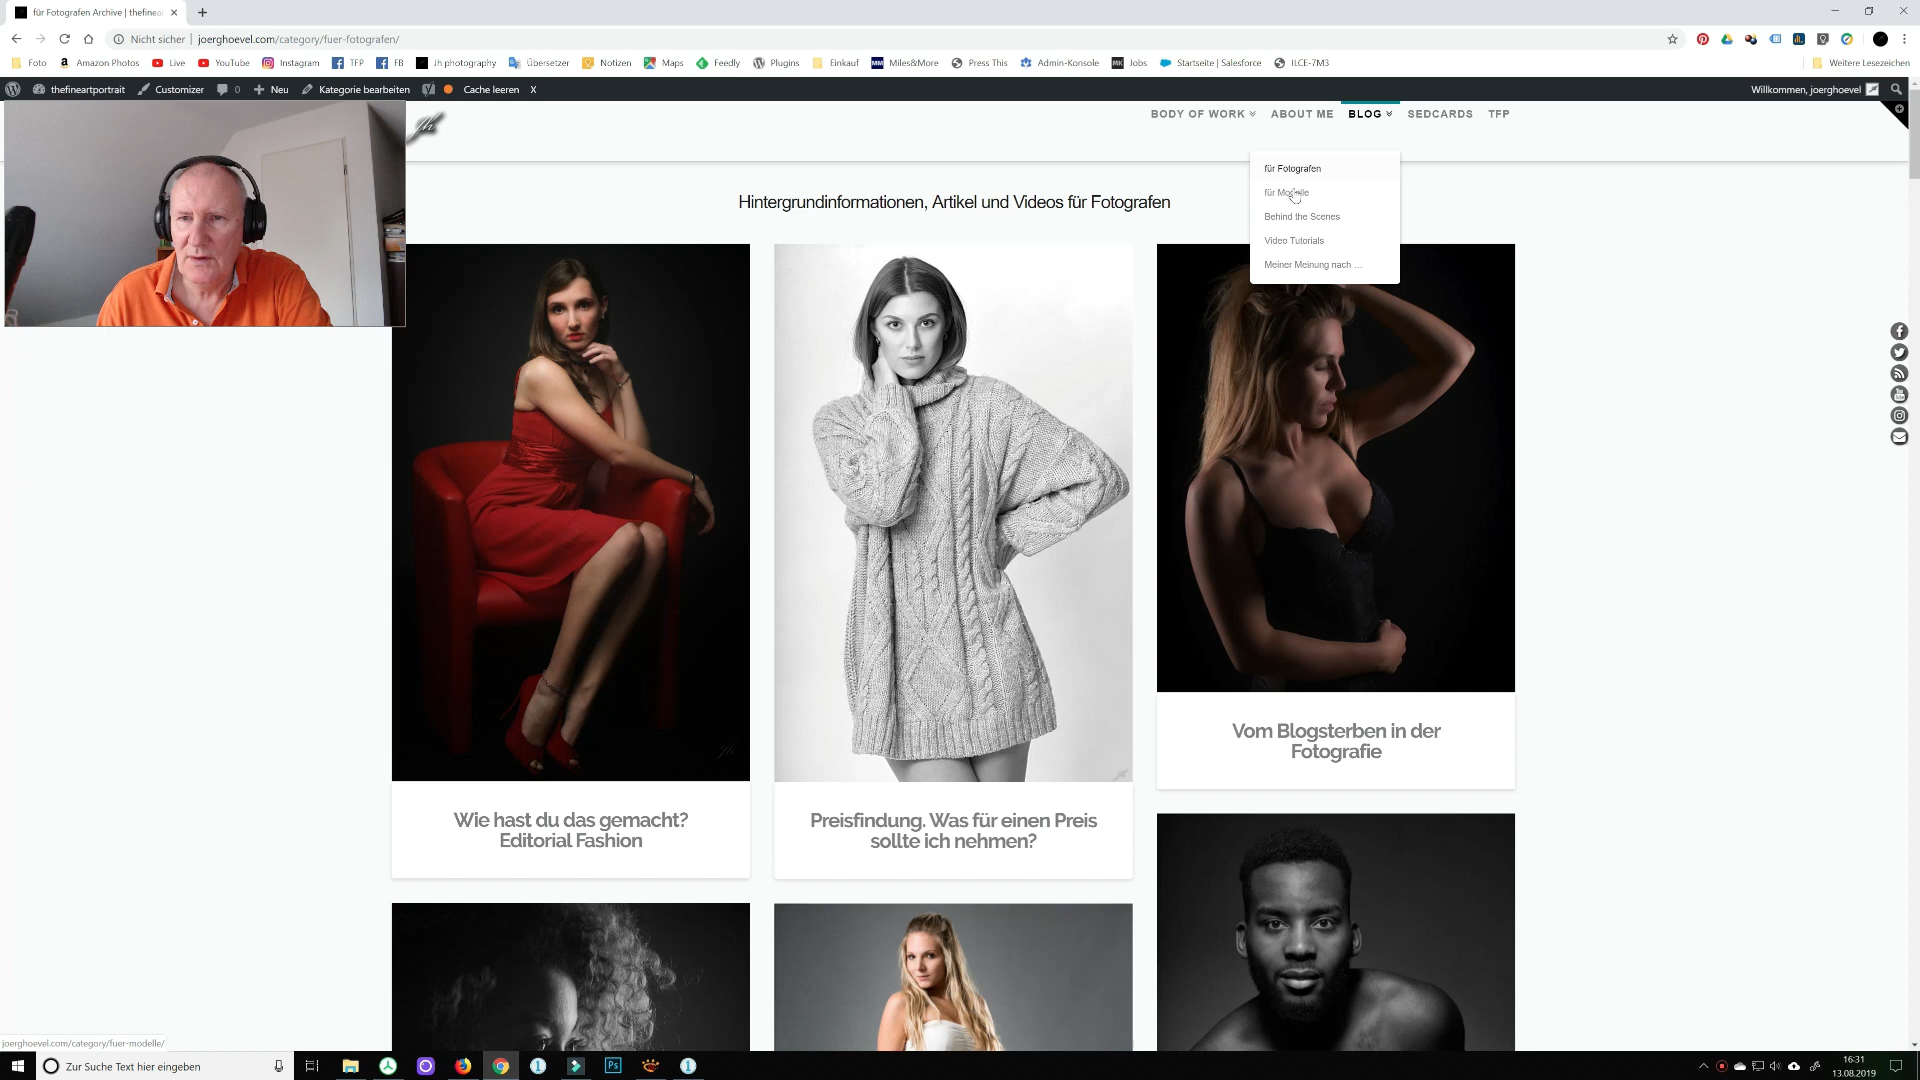 für Fotografen Archive | thefinea
Nicht sicher | joerghoevel.com/category/fuer-fotografen/
Foto Amazon Photos Live YouTube Instagram TFP FB Jh photography Übersetzer Notizen Maps Feedly Plugins Einkauf Miles&More Press This Admin-Konsole Jobs Startseite | Salesforce ILCE-7M3 Weitere Lesezeichen
thefineartportrait Customizer 0 Neu Kategorie bearbeiten Cache leeren X Willkommen, joerghoevel
Jh
BODY OF WORK ABOUT ME BLOG SEDCARDS TFP
für Fotografen
für Modelle
Behind the Scenes
Video Tutorials
Meiner Meinung nach …
Hintergrundinformationen, Artikel und Videos für Fotografen
Vom Blogsterben in der
Fotografie
Wie hast du das gemacht?
Editorial Fashion
Preisfindung. Was für einen Preis
sollte ich nehmen?
joerghoevel.com/category/fuer-modelle/
Zur Suche Text hier eingeben
Ps
16:31
13.08.2019